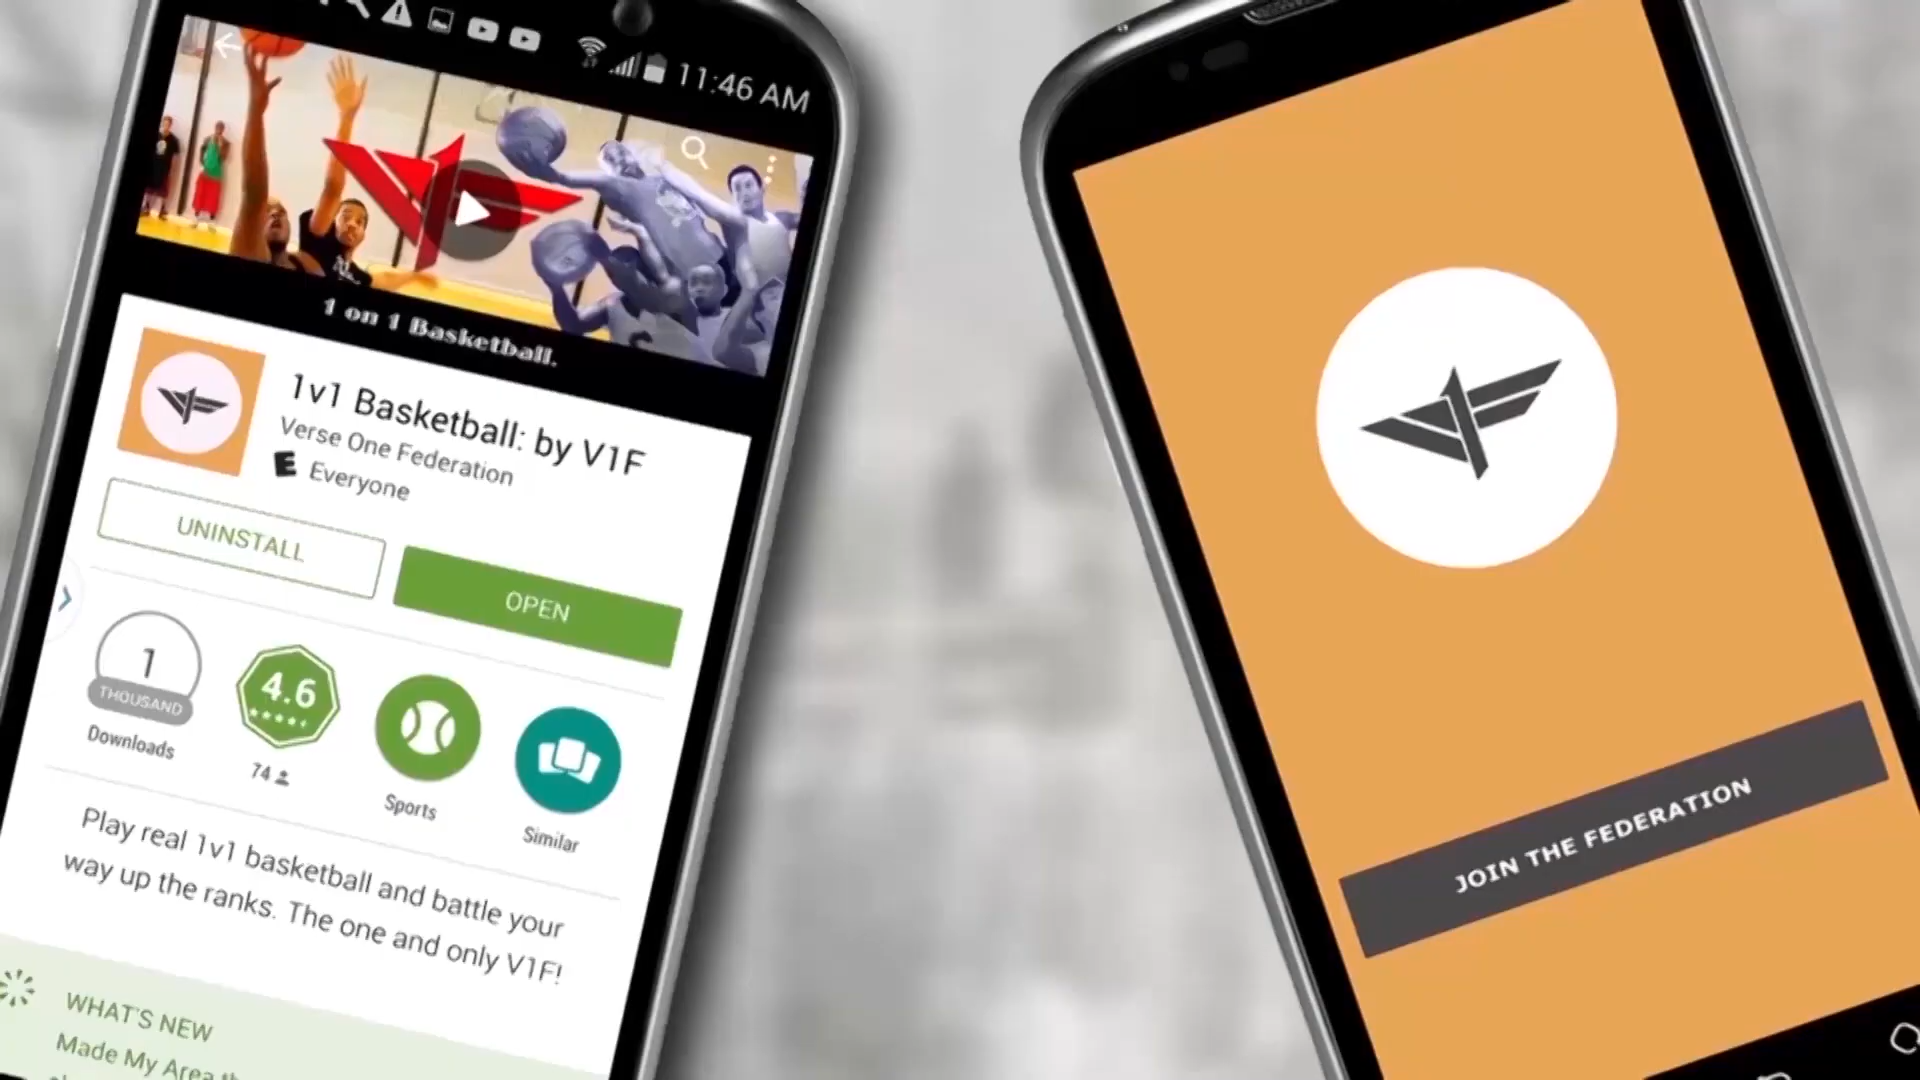 11:46 AM
1 on 1 Basketball.
1v1 Basketball: by V1F
Verse One Federation
E Everyone
UNINSTALL
OPEN
1
THOUSAND
Downloads
4.6
74
Sports
Similar
Play real 1v1 basketball and battle your
way up the ranks. The one and only V1F!
WHAT'S NEW
Made My Area
JOIN THE FEDERATION